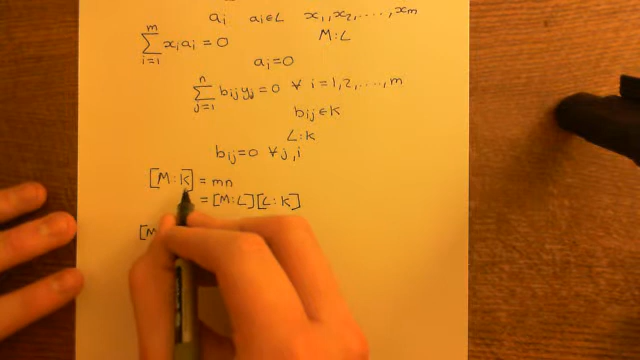 aᵢ aᵢ∈L x₁, x₂, ...., xₘ
∑ᵢ₌₁ᵐ xᵢaᵢ = 0 M:L
aᵢ=0
∑ⱼ₌₁ⁿ bᵢⱼyⱼ = 0 ∀ i = 1, 2, ...., m
bᵢⱼ∈K
L:K
bᵢⱼ=0 ∀j,i
[M:K] = mn
= [M:L][L:K]
[M